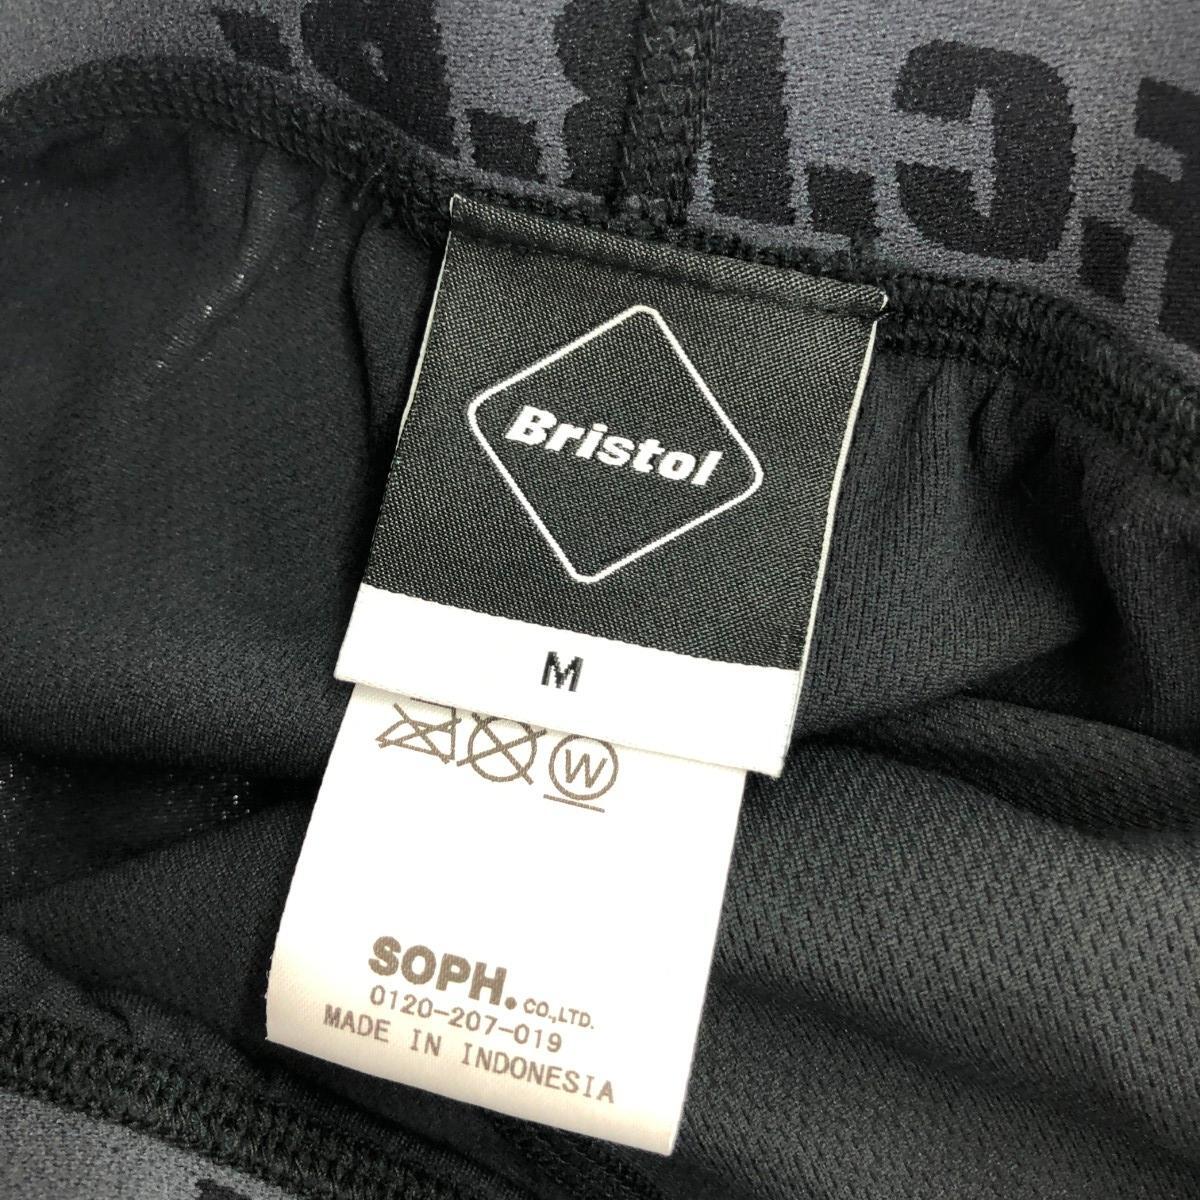 Bristol
M
W
SOPH. CO.,LTD.
0120-207-019
MADE IN INDONESIA